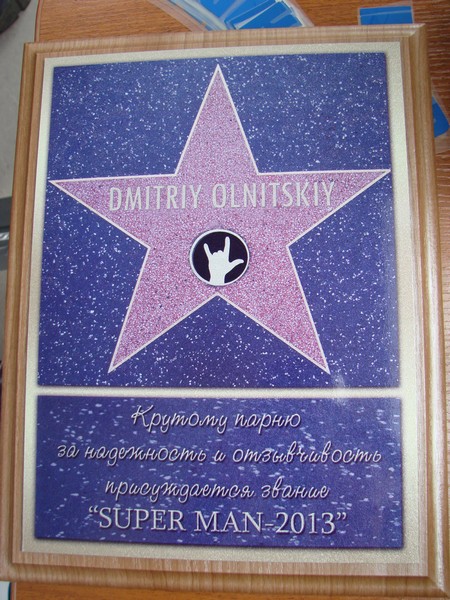 DMITRIY OLNITSKIY
Крутому парню
за надежность и отзывчивость
присуждается звание
“SUPER MAN-2013”